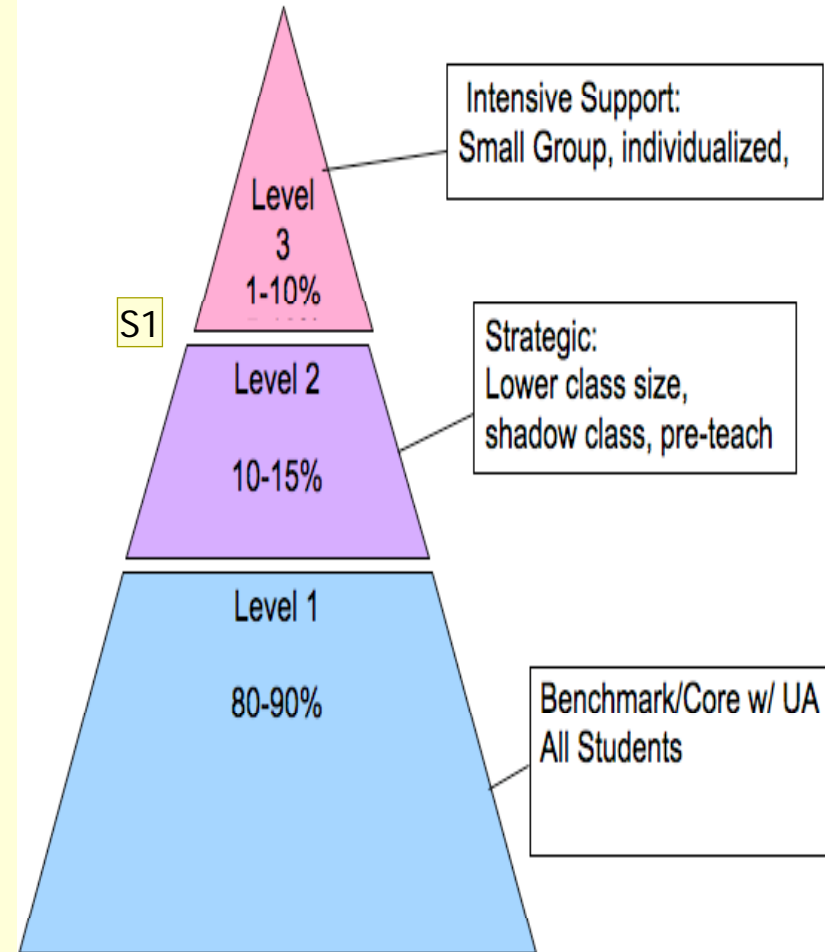 Intensive Support:
Small Group, individualized,
Level
3
1-10%
S1
Strategic:
Lower class size,
shadow class, pre-teach
Level 2
10-15%
Level 1
80-90%
Benchmark/Core w/ UA
All Students